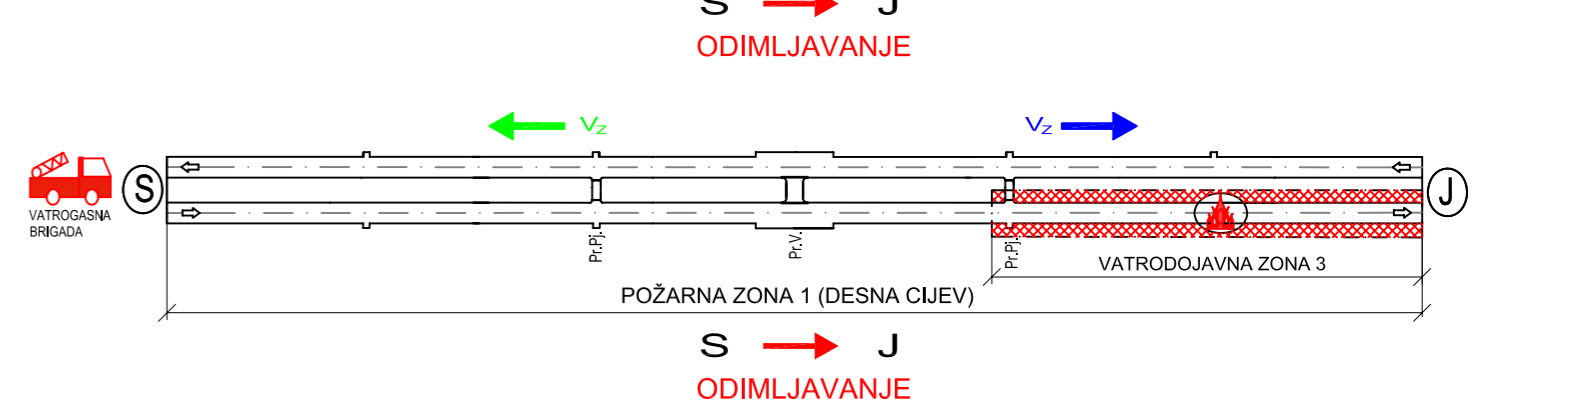 S J
ODIMLJAVANJE
Vz Vz
S J
VATROGASNA
BRIGADA
Pr.Pj. Pr.V. Pr.Pj.
VATRODOJAVNA ZONA 3
POŽARNA ZONA 1 (DESNA CIJEV)
S J
ODIMLJAVANJE